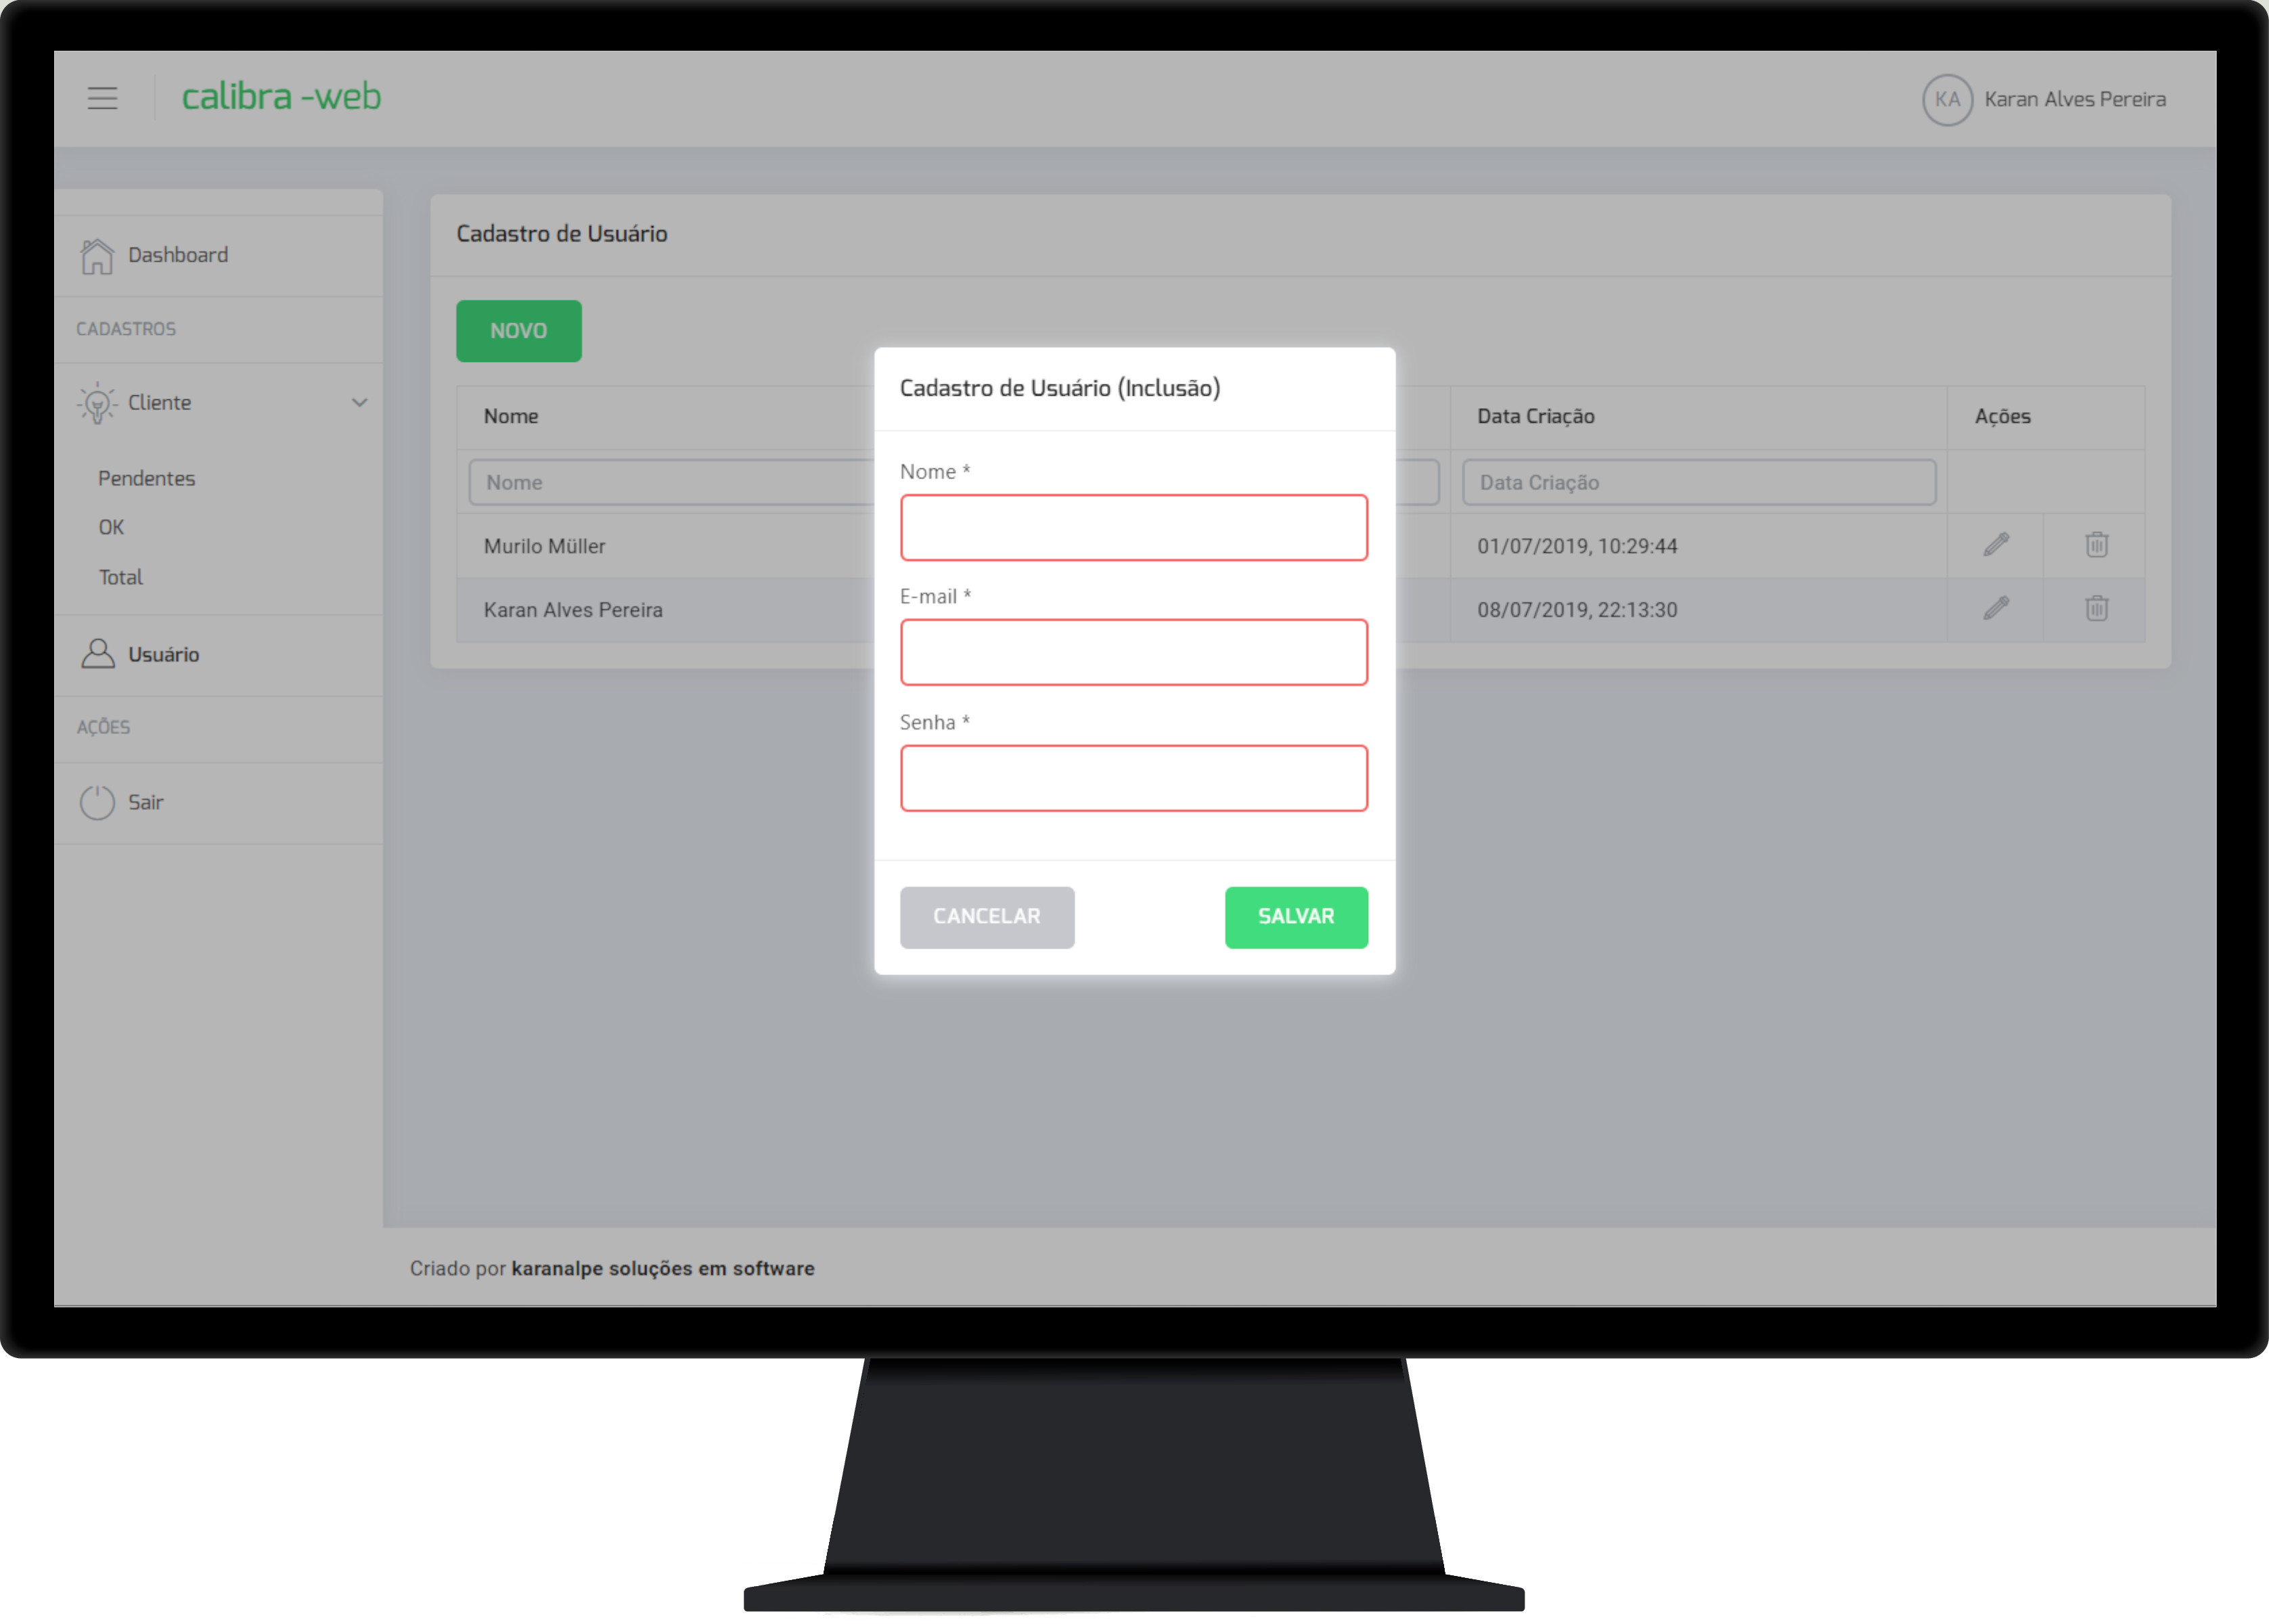 calibra -web
KA Karan Alves Pereira
Dashboard
CADASTROS
Cliente
Pendentes
OK
Total
Usuário
AÇÕES
Sair
Cadastro de Usuário
NOVO
Nome Data Criação Ações
Nome Data Criação
Murilo Müller 01/07/2019, 10:29:44
Karan Alves Pereira 08/07/2019, 22:13:30
Cadastro de Usuário (Inclusão)
Nome *
E-mail *
Senha *
CANCELAR SALVAR
Criado por karanalpe soluções em software